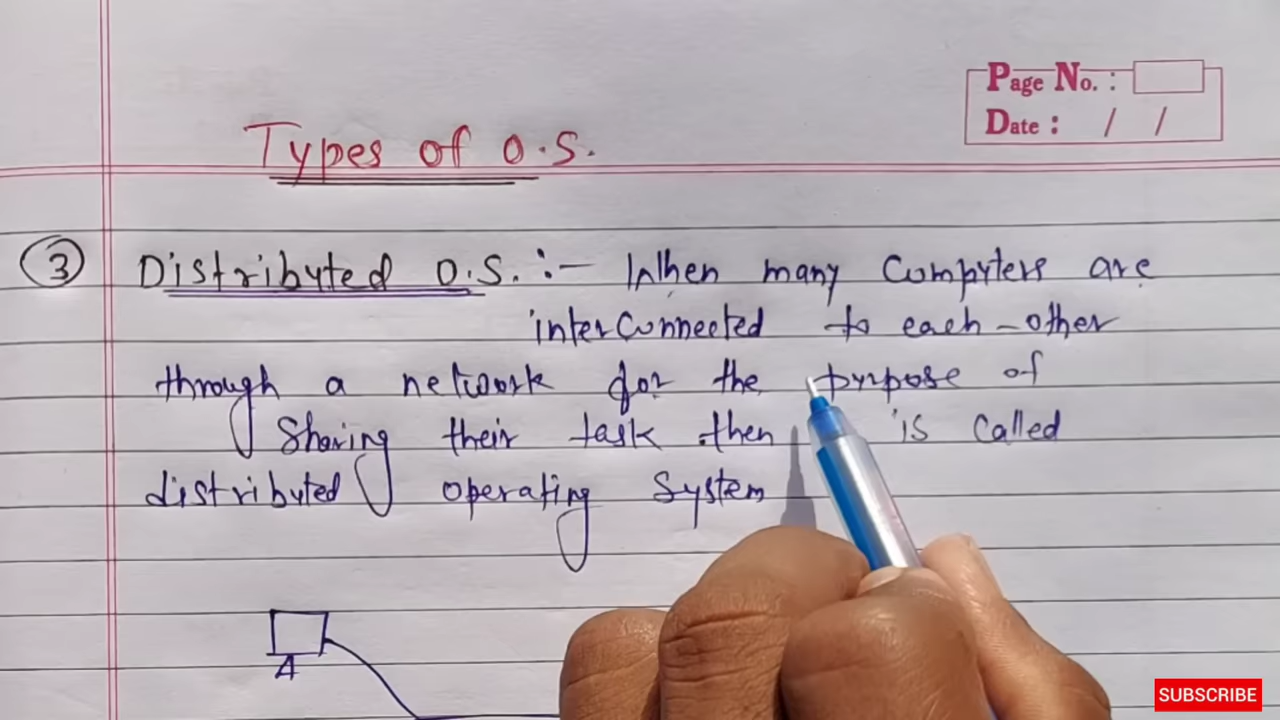 Page No. :
Date : / /
Types of O.S.
3 Distributed O.S. :- When many Computers are
interconnected to each-other
through a network for the purpose of
Sharing their task then is called
distributed operating System
A
SUBSCRIBE